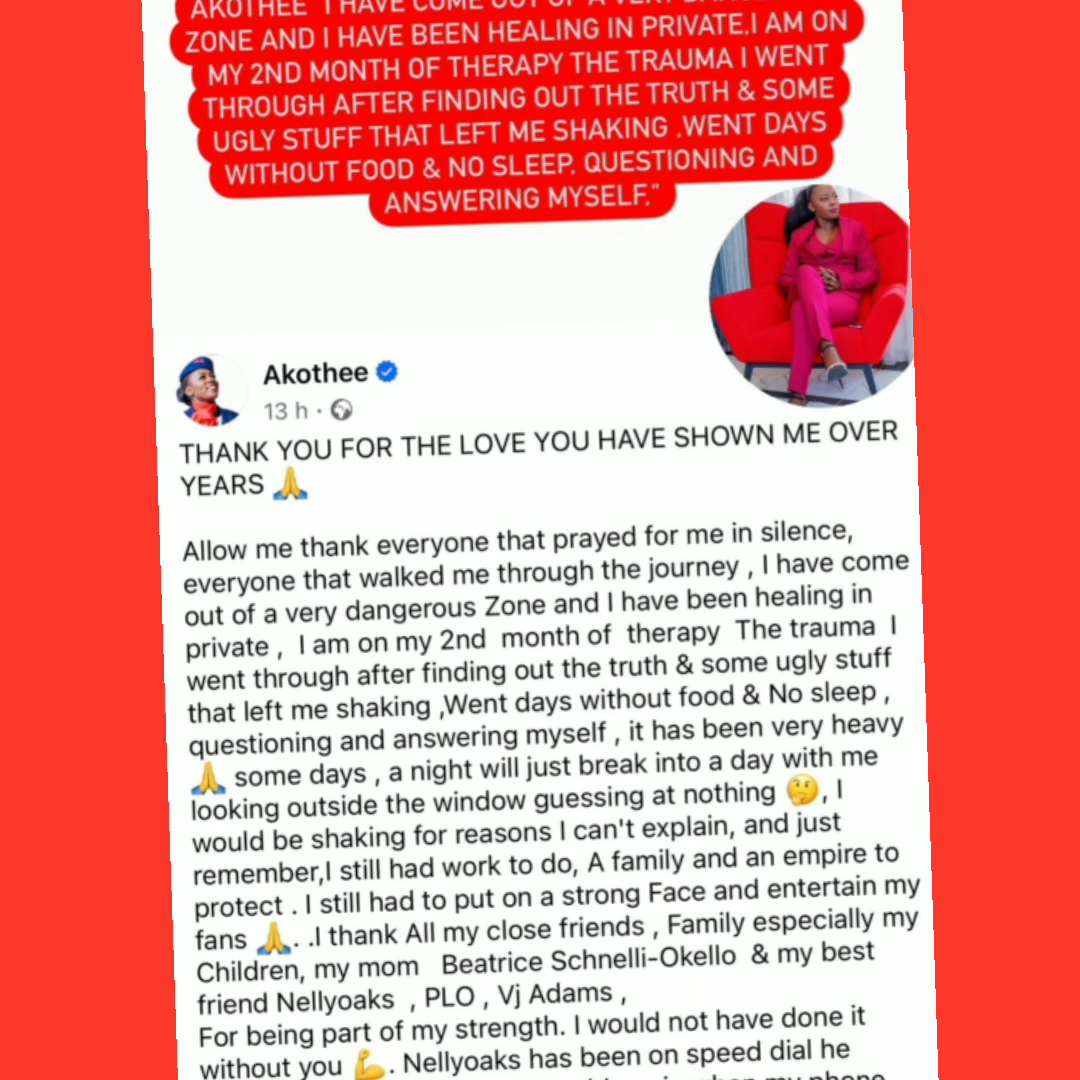 AKOTHEE "I HAVE COME OUT OF A VERY
ZONE AND I HAVE BEEN HEALING IN PRIVATE,I AM ON
MY 2ND MONTH OF THERAPY THE TRAUMA I WENT
THROUGH AFTER FINDING OUT THE TRUTH & SOME
UGLY STUFF THAT LEFT ME SHAKING ,WENT DAYS
WITHOUT FOOD & NO SLEEP, QUESTIONING AND
ANSWERING MYSELF,"
Akothee
13 h ·
THANK YOU FOR THE LOVE YOU HAVE SHOWN ME OVER
YEARS 🙏
Allow me thank everyone that prayed for me in silence,
everyone that walked me through the journey , I have come
out of a very dangerous Zone and I have been healing in
private , I am on my 2nd month of therapy The trauma I
went through after finding out the truth & some ugly stuff
that left me shaking ,Went days without food & No sleep ,
questioning and answering myself , it has been very heavy
🙏 some days , a night will just break into a day with me
looking outside the window guessing at nothing 🤔, I
would be shaking for reasons I can't explain, and just
remember,I still had work to do, A family and an empire to
protect . I still had to put on a strong Face and entertain my
fans 🙏. .I thank All my close friends , Family especially my
Children, my mom Beatrice Schnelli-Okello & my best
friend Nellyoaks , PLO , Vj Adams ,
For being part of my strength. I would not have done it
without you 💪. Nellyoaks has been on speed dial he
when my phone